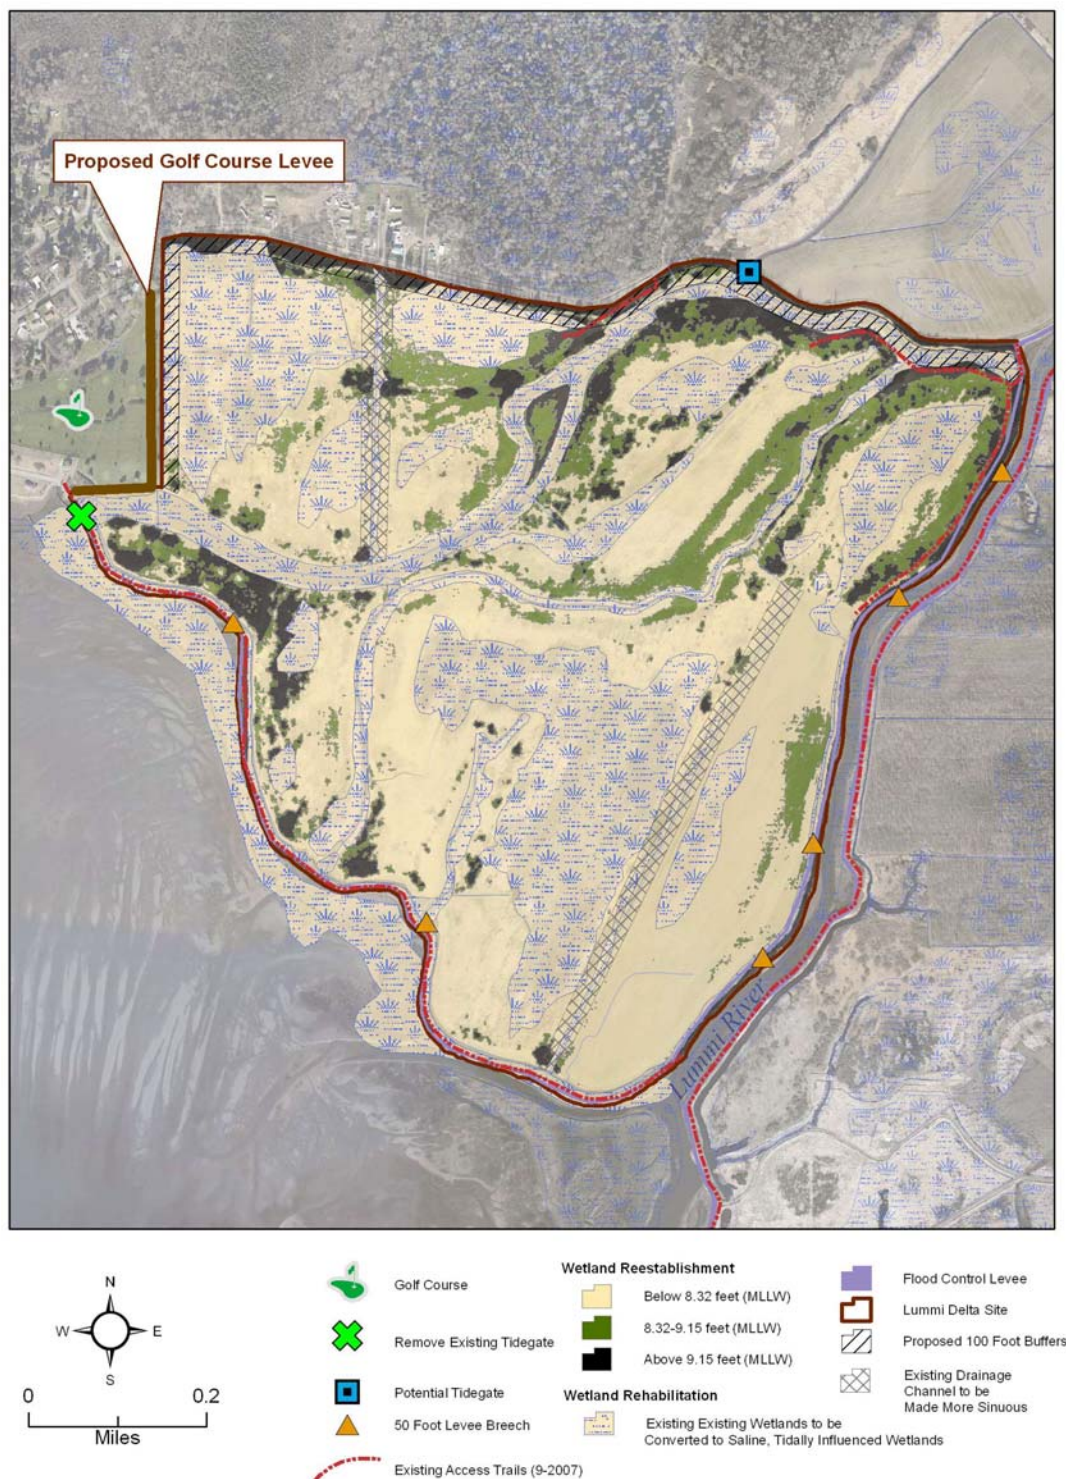 Proposed Golf Course Levee
Lummi River
N
W
E
S
0
0.2
Miles
Golf Course
Remove Existing Tidegate
Potential Tidegate
50 Foot Levee Breech
Existing Access Trails (9-2007)
Wetland Reestablishment
Below 8.32 feet (MLLW)
8.32-9.15 feet (MLLW)
Above 9.15 feet (MLLW)
Wetland Rehabilitation
Existing Existing Wetlands to be
Converted to Saline, Tidally Influenced Wetlands
Flood Control Levee
Lummi Delta Site
Proposed 100 Foot Buffers
Existing Drainage
Channel to be
Made More Sinuous